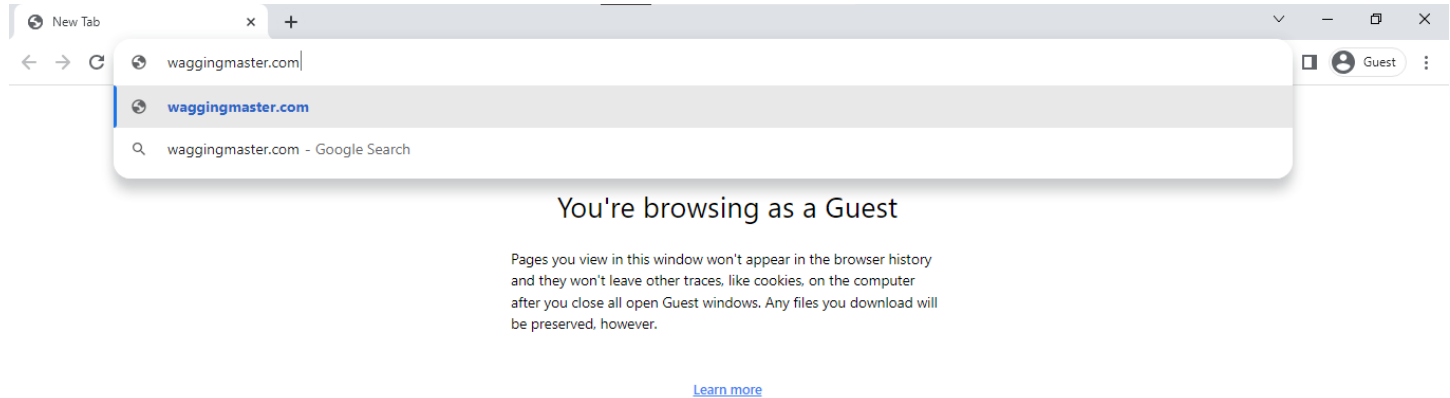 New Tab
waggingmaster.com
Guest
waggingmaster.com
waggingmaster.com - Google Search
You're browsing as a Guest
Pages you view in this window won't appear in the browser history
and they won't leave other traces, like cookies, on the computer
after you close all open Guest windows. Any files you download will
be preserved, however.
Learn more